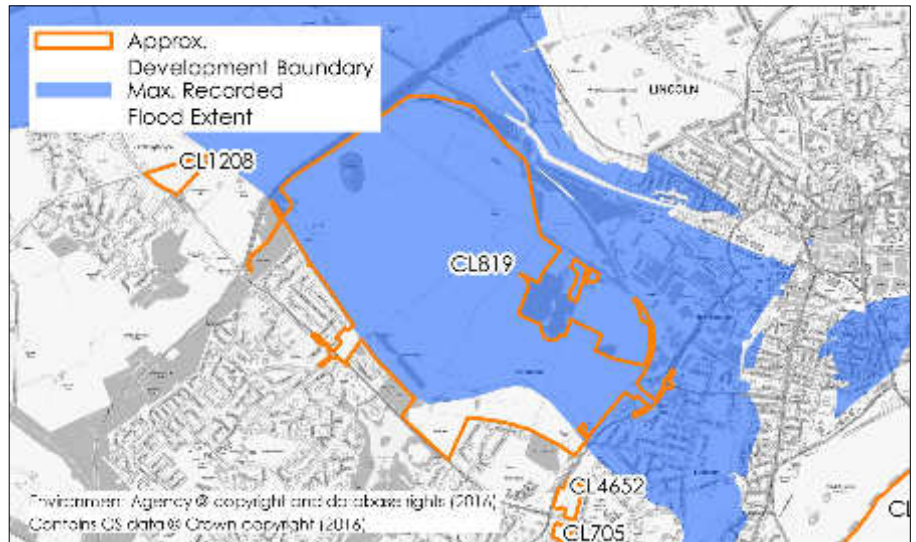 Approx.
Development Boundary
Max. Recorded
Flood Extent
LINCOLN
CL1208
CL819
CL4652
CL705
CL
Environment Agency © copyright and database rights (2016)
Contains OS data © Crown copyright (2016)